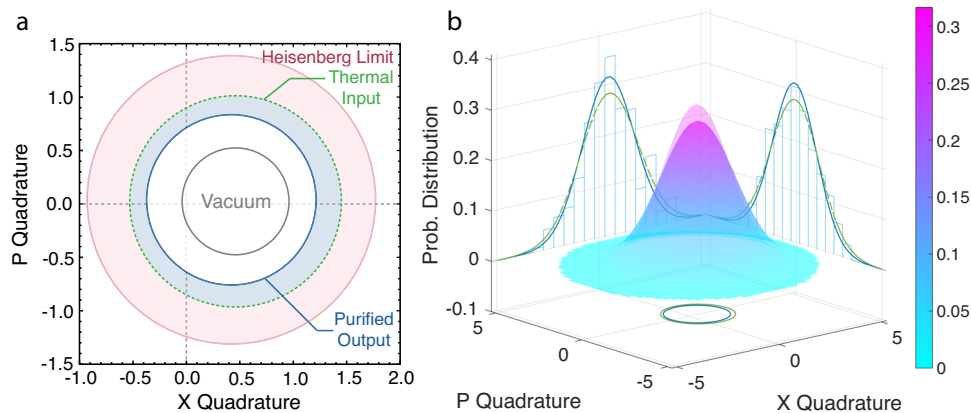 a
1.5
1.0
0.5
0.0
-0.5
-1.0
-1.5
P Quadrature
-1.0 -0.5 0.0 0.5 1.0 1.5 2.0
X Quadrature
Heisenberg Limit
Thermal
Input
Vacuum
Purified
Output
b
0.4
0.3
0.2
0.1
0
-0.1
Prob. Distribution
5
0
-5
P Quadrature
-5
0
5
X Quadrature
0.3
0.25
0.2
0.15
0.1
0.05
0